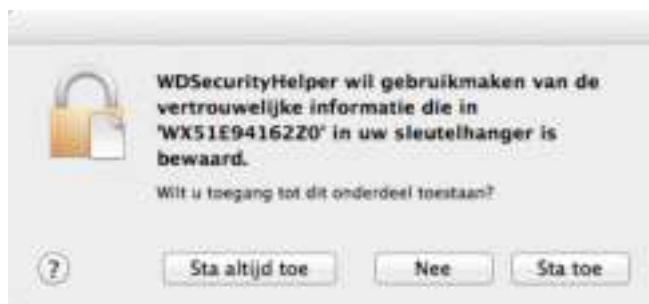 WDSecurityHelper wil gebruikmaken van de
vertrouwelijke informatie die in
'WX51E9416220' in uw sleutelhanger is
bewaard.
Wilt u toegang tot dit onderdeel toestaan?
?
Sta altijd toe
Nee
Sta toe